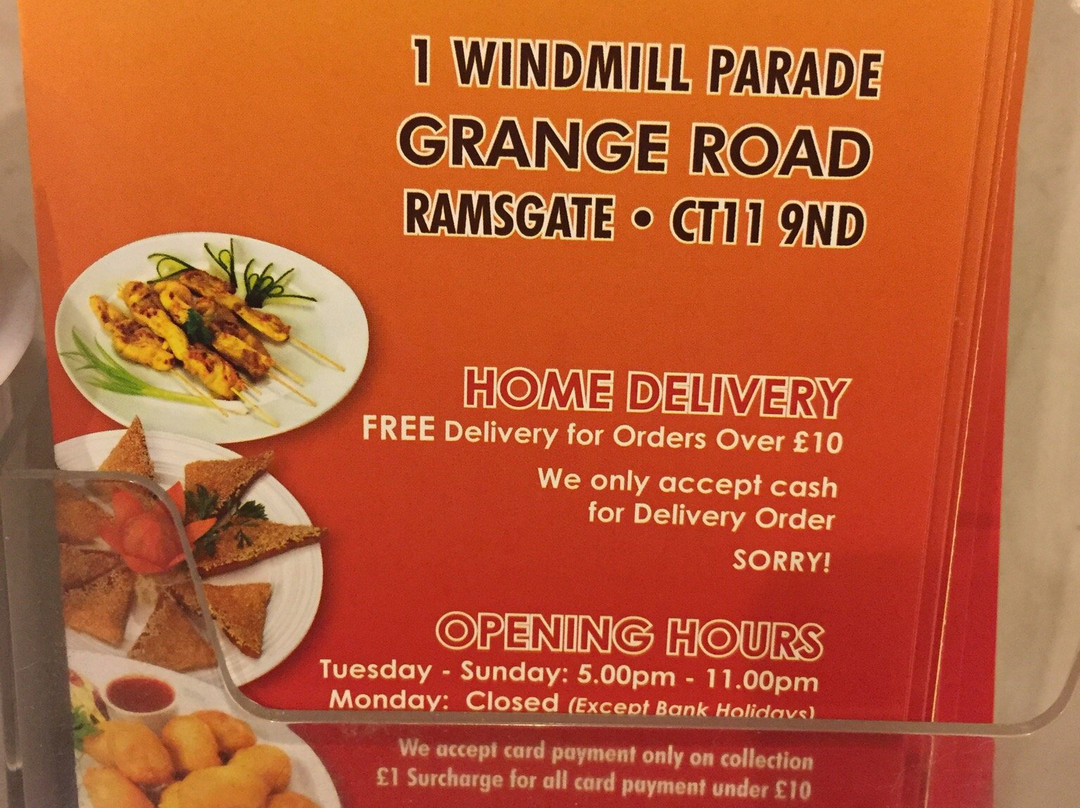 1 WINDMILL PARADE
GRANGE ROAD
RAMSGATE • CT11 9ND
HOME DELIVERY
FREE Delivery for Orders Over £10
We only accept cash
for Delivery Order
SORRY!
OPENING HOURS
Tuesday - Sunday: 5.00pm - 11.00pm
Monday: Closed (Except Bank Holidays)
We accept card payment only on collection
£1 Surcharge for all card payment under £10